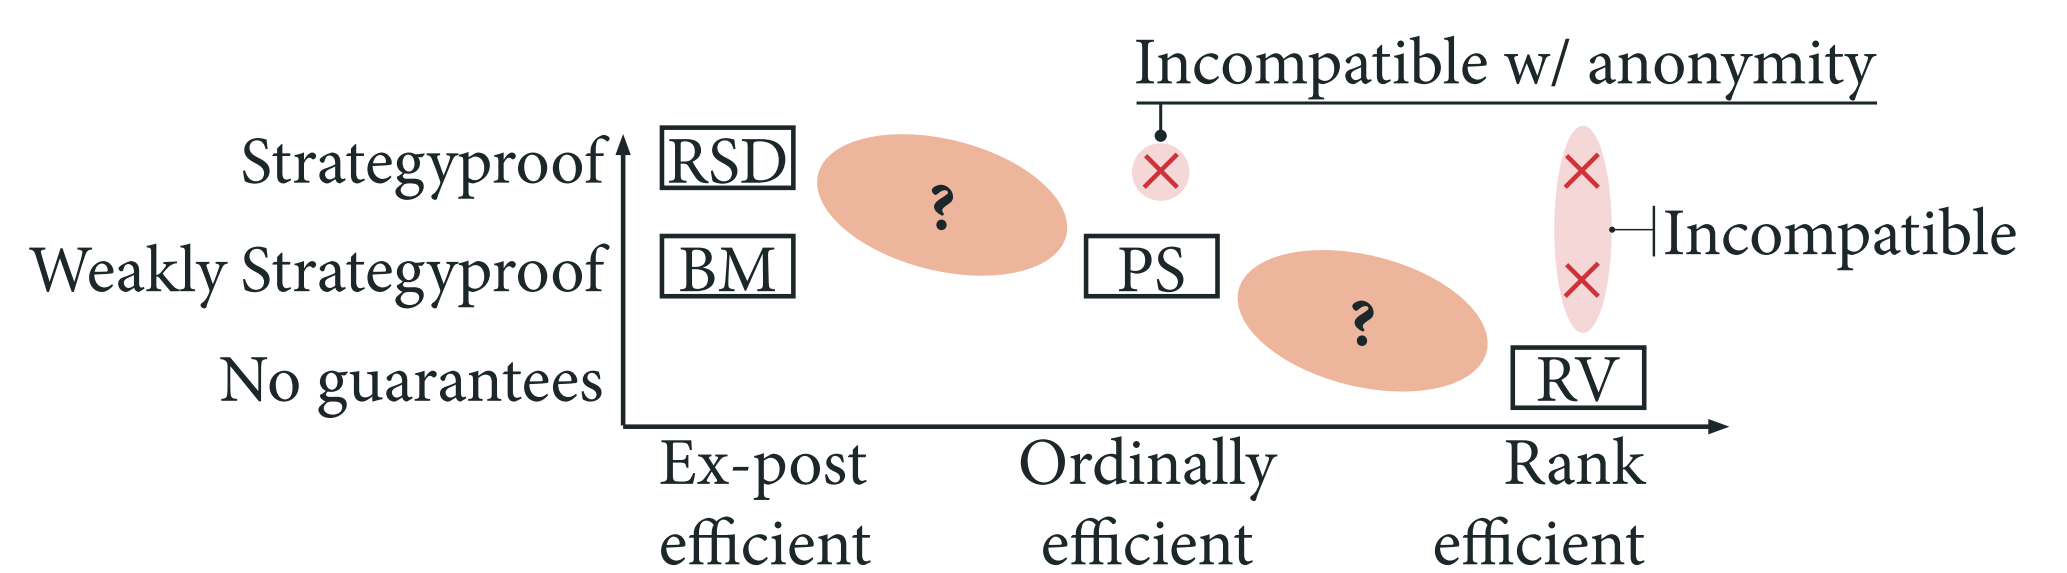 Incompatible w/ anonymity
Strategyproof
RSD
?
Weakly Strategyproof
BM
PS
Incompatible
?
No guarantees
RV
Ex-post
efficient
Ordinally
efficient
Rank
efficient